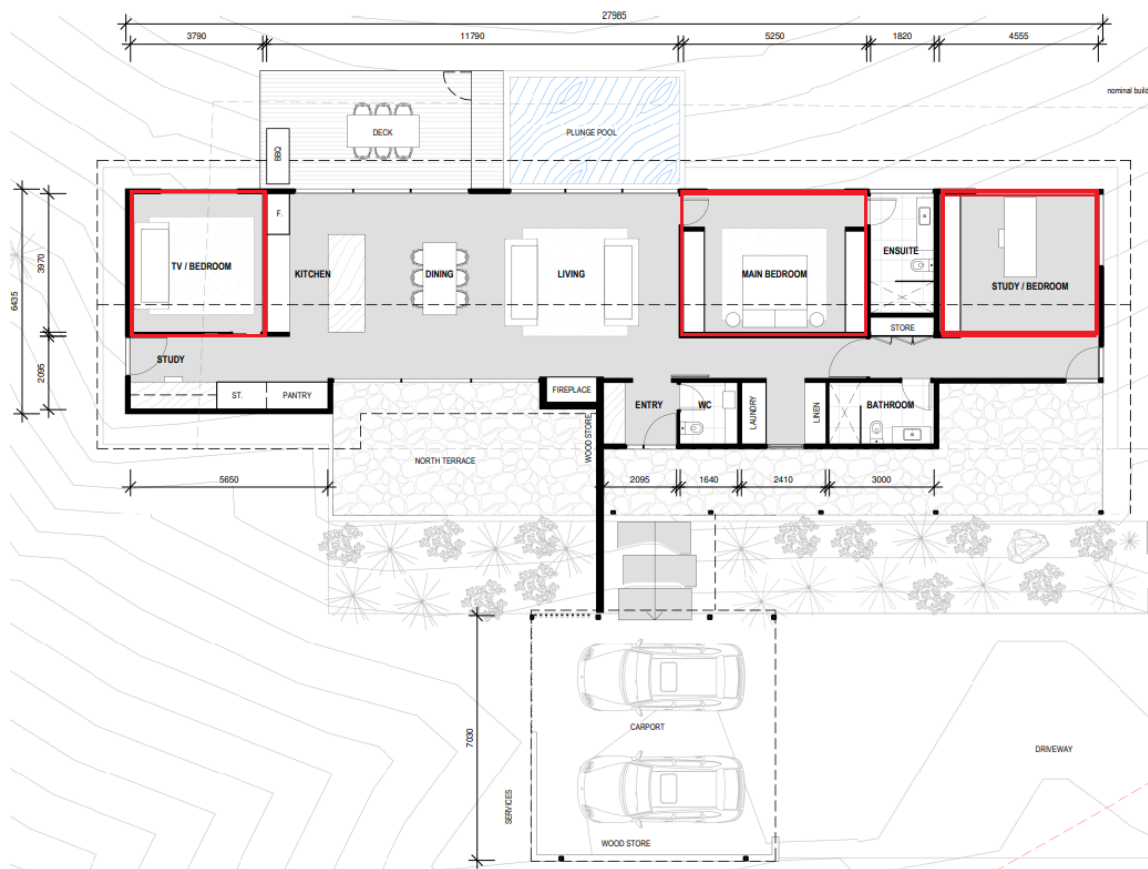 27985
3790
11790
5250
1820
4555
nominal build
DECK
PLUNGE POOL
BBQ
F.
TV / BEDROOM
KITCHEN
DINING
LIVING
MAIN BEDROOM
ENSUITE
STUDY / BEDROOM
3970
6435
2095
STORE
STUDY
ST.
PANTRY
FIREPLACE
ENTRY
WC
LAUNDRY
LINEN
BATHROOM
WOOD STORE
NORTH TERRACE
5650
2095
1640
2410
3000
7030
CARPORT
DRIVEWAY
SERVICES
WOOD STORE